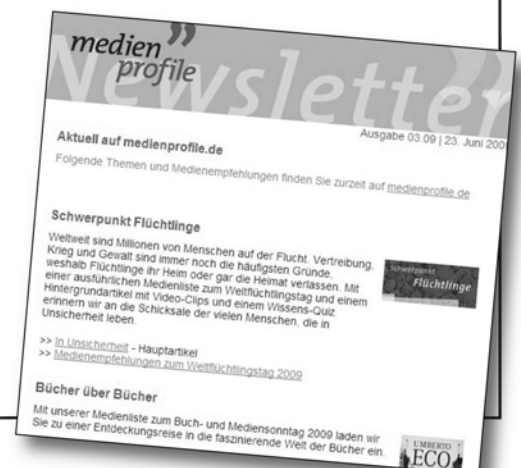 medien ”
profile
Newsletter
Ausgabe 03.09 | 23. Juni 2009
Aktuell auf medienprofile.de
Folgende Themen und Medienempfehlungen finden Sie zurzeit auf medienprofile.de
Schwerpunkt Flüchtlinge
Weltweit sind Millionen von Menschen auf der Flucht. Vertreibung,
Krieg und Gewalt sind immer noch die häufigsten Gründe,
weshalb Flüchtlinge ihr Heim oder gar die Heimat verlassen. Mit
einer ausführlichen Medienliste zum Weltflüchtlingstag und einem
Hintergrundartikel mit Video-Clips und einem Wissens-Quiz
erinnern wir an die Schicksale der vielen Menschen, die in
Unsicherheit leben.
Schwerpunkt
Flüchtlinge
>> In Unsicherheit - Hauptartikel
>> Medienempfehlungen zum Weltflüchtlingstag 2009
Bücher über Bücher
Mit unserer Medienliste zum Buch- und Mediensonntag 2009 laden wir
Sie zu einer Entdeckungsreise in die faszinierende Welt der Bücher ein.
UMBERTO
ECO